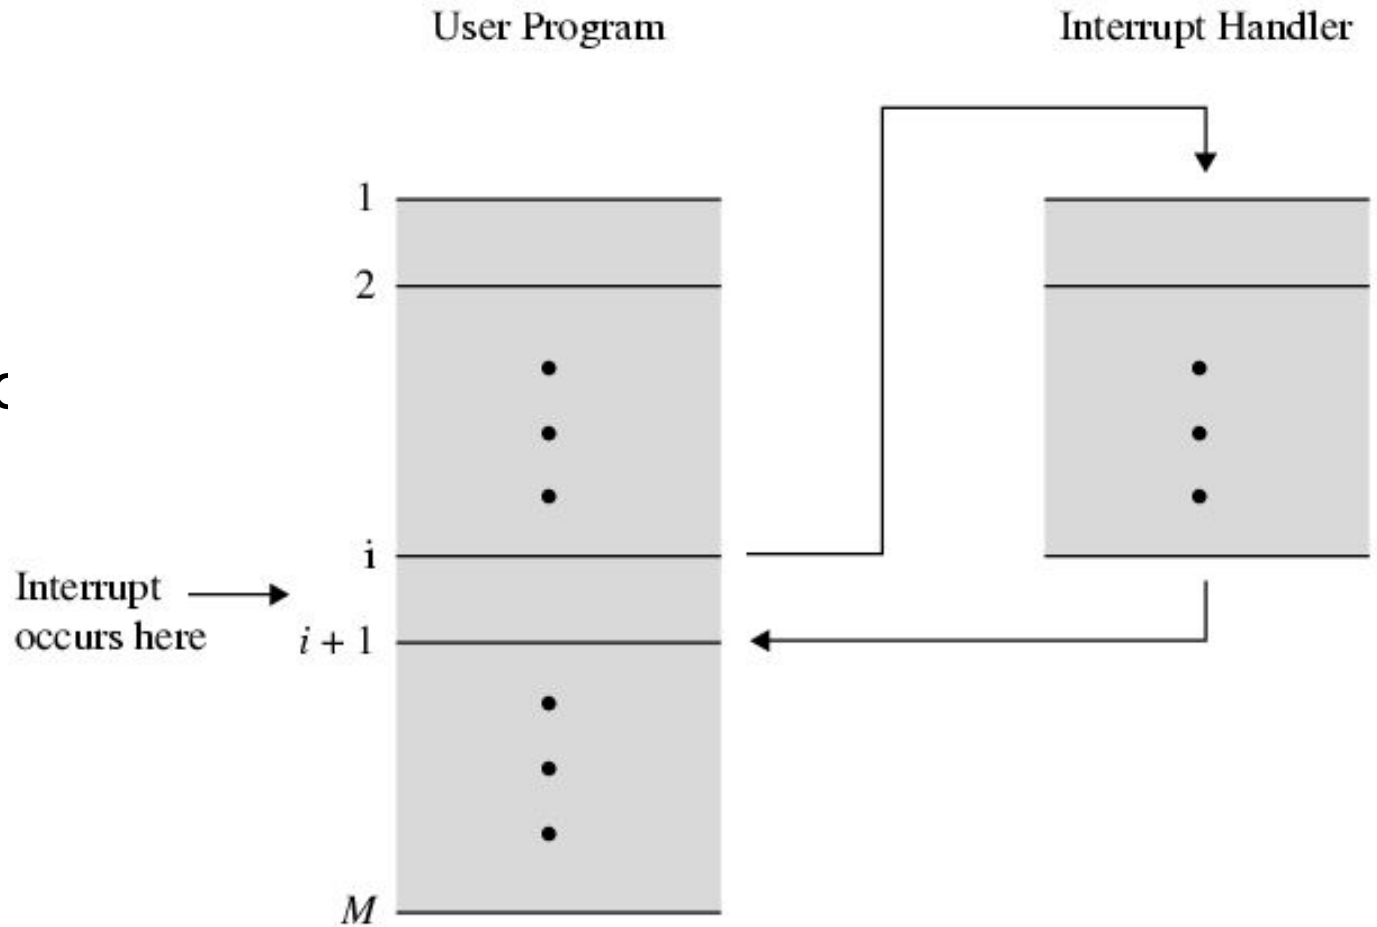 User Program
Interrupt Handler
1
2
i
Interrupt
occurs here
i + 1
M